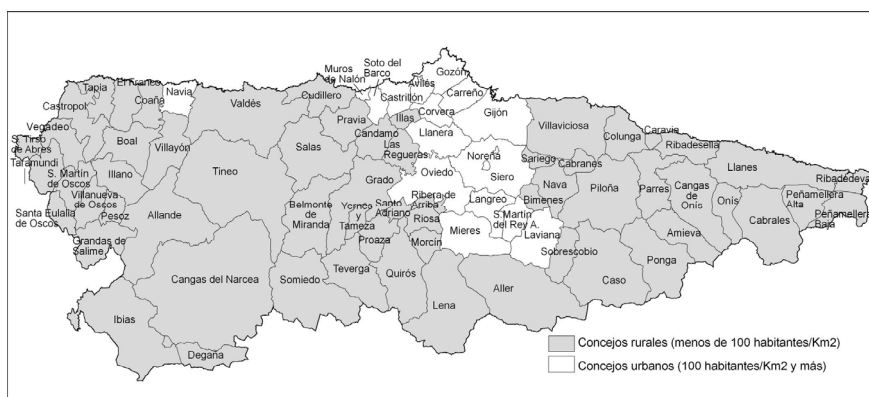 Muros
de Nalón
Soto del
Barco
Gozón
Avilés
Carreño
Castrillón
Corvera
Gijón
Illas
Llanera
Tapia
El Franco
Navia
Coaña
Castropol
Valdés
Cudillero
Pravia
Candamo
Las
Regueras
Vegadeo
S. Tirso
de Abres
Taramundi
Boal
Villayón
Salas
Villaviciosa
Colunga
Caravia
Ribadesella
Llanes
Ribadedeva
Noreña
Siero
Sariego
Cabranes
Oviedo
Grado
Tineo
S. Martín
de Oscos
Illano
Villanueva
de Oscos
Pesoz
Santa Eulalia
de Oscos
Allande
Grandas de
Salime
Belmonte
de
Miranda
Yernes
y
Tameza
Santo
Adriano
Proaza
Ribera de
Arriba
Riosa
Morcín
Langreo
S.Martín
del Rey A.
Laviana
Mieres
Nava
Bimenes
Piloña
Parres
Cangas
de
Onís
Onís
Cabrales
Peñamellera
Alta
Peñamellera
Baja
Amieva
Ponga
Sobrescobio
Caso
Aller
Lena
Quirós
Teverga
Somiedo
Cangas del Narcea
Ibias
Degaña
Concejos rurales (menos de 100 habitantes/Km2)
Concejos urbanos (100 habitantes/Km2 y más)